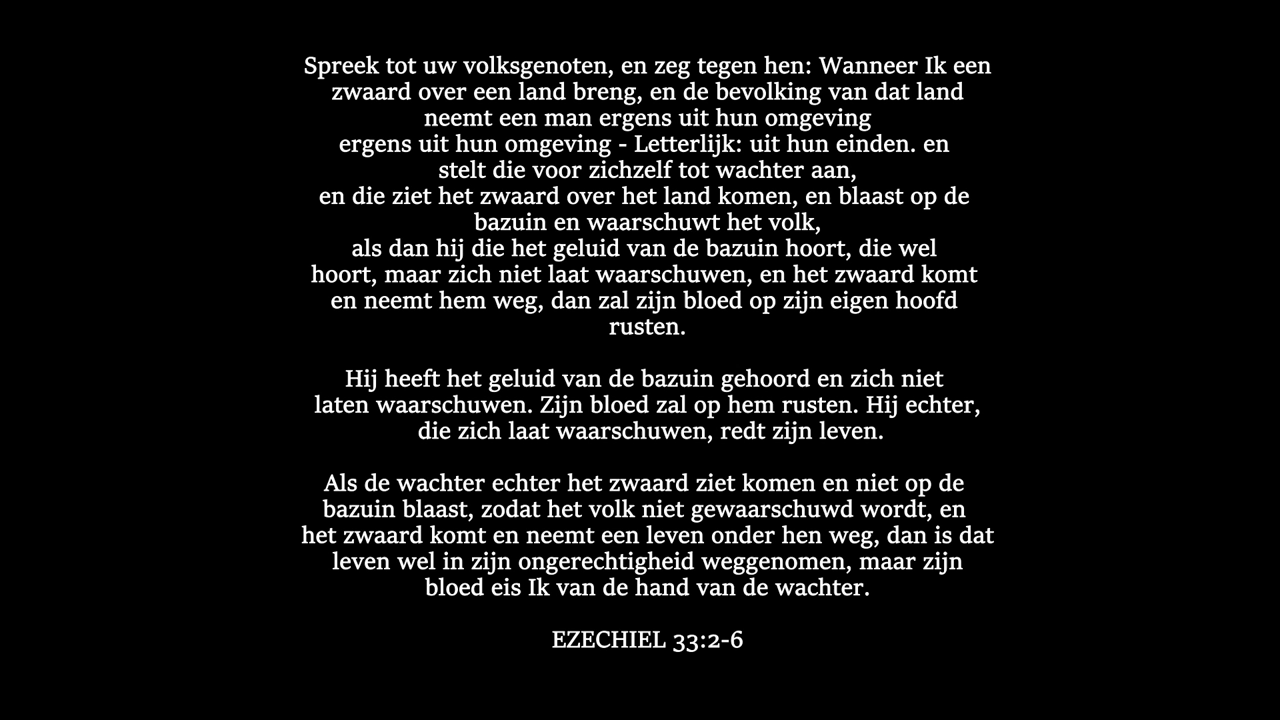 Spreek tot uw volksgenoten, en zeg tegen hen: Wanneer Ik een
zwaard over een land breng, en de bevolking van dat land
neemt een man ergens uit hun omgeving
ergens uit hun omgeving - Letterlijk: uit hun einden. en
stelt die voor zichzelf tot wachter aan,
en die ziet het zwaard over het land komen, en blaast op de
bazuin en waarschuwt het volk,
als dan hij die het geluid van de bazuin hoort, die wel
hoort, maar zich niet laat waarschuwen, en het zwaard komt
en neemt hem weg, dan zal zijn bloed op zijn eigen hoofd
rusten.
Hij heeft het geluid van de bazuin gehoord en zich niet
laten waarschuwen. Zijn bloed zal op hem rusten. Hij echter,
die zich laat waarschuwen, redt zijn leven.
Als de wachter echter het zwaard ziet komen en niet op de
bazuin blaast, zodat het volk niet gewaarschuwd wordt, en
het zwaard komt en neemt een leven onder hen weg, dan is dat
leven wel in zijn ongerechtigheid weggenomen, maar zijn
bloed eis Ik van de hand van de wachter.
EZECHIEL 33:2-6